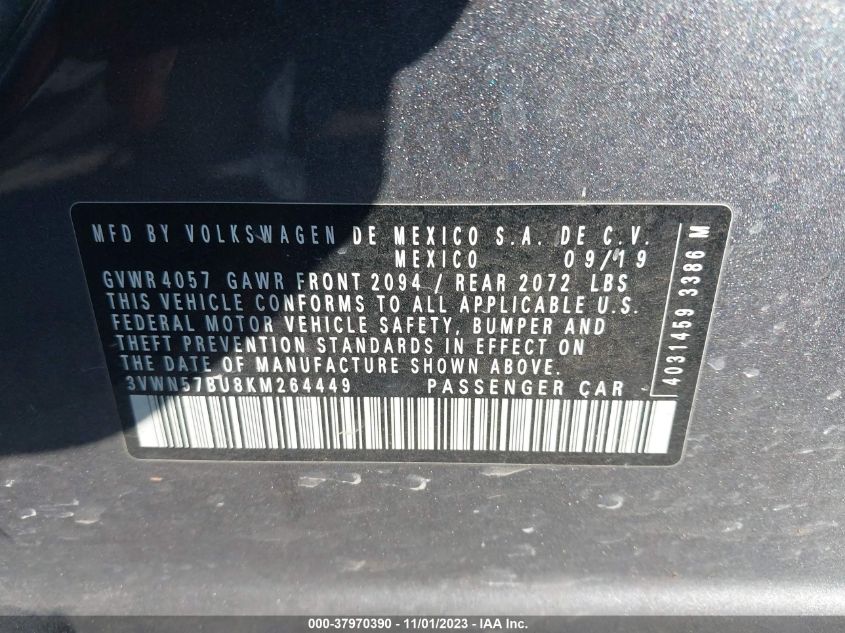 MFD BY VOLKSWAGEN DE MEXICO S.A. DE C.V.
MEXICO 09/19
GVWR 4057 GAWR FRONT 2094 / REAR 2072 LBS
THIS VEHICLE CONFORMS TO ALL APPLICABLE U.S.
FEDERAL MOTOR VEHICLE SAFETY, BUMPER AND
THEFT PREVENTION STANDARDS IN EFFECT ON
THE DATE OF MANUFACTURE SHOWN ABOVE.
3VWN57BU8KM264449 PASSENGER CAR
4031459 3386 M
000-37970390 - 11/01/2023 - IAA Inc.